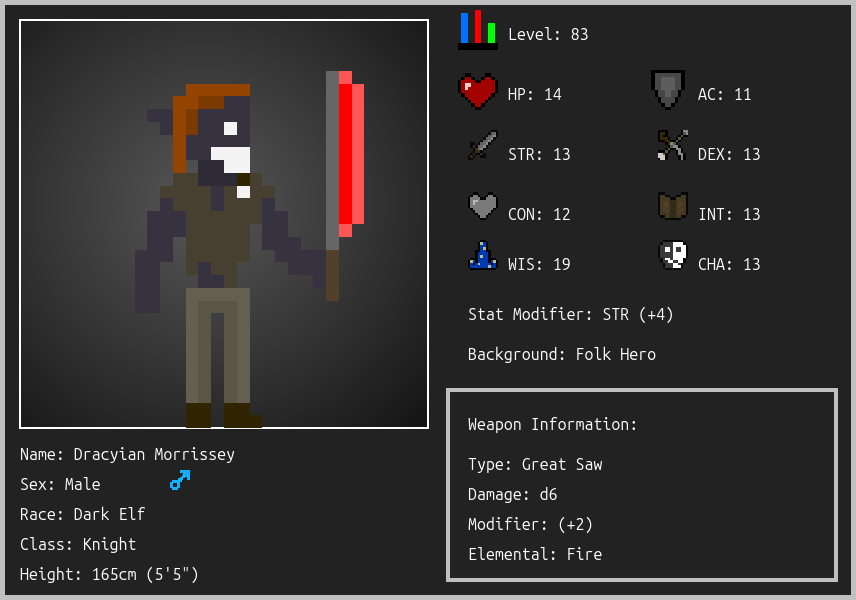 Level: 83
HP: 14
AC: 11
STR: 13
DEX: 13
CON: 12
INT: 13
WIS: 19
CHA: 13
Stat Modifier: STR (+4)
Background: Folk Hero
Weapon Information:
Type: Great Saw
Damage: d6
Modifier: (+2)
Elemental: Fire
Name: Dracyian Morrissey
Sex: Male
Race: Dark Elf
Class: Knight
Height: 165cm (5'5")